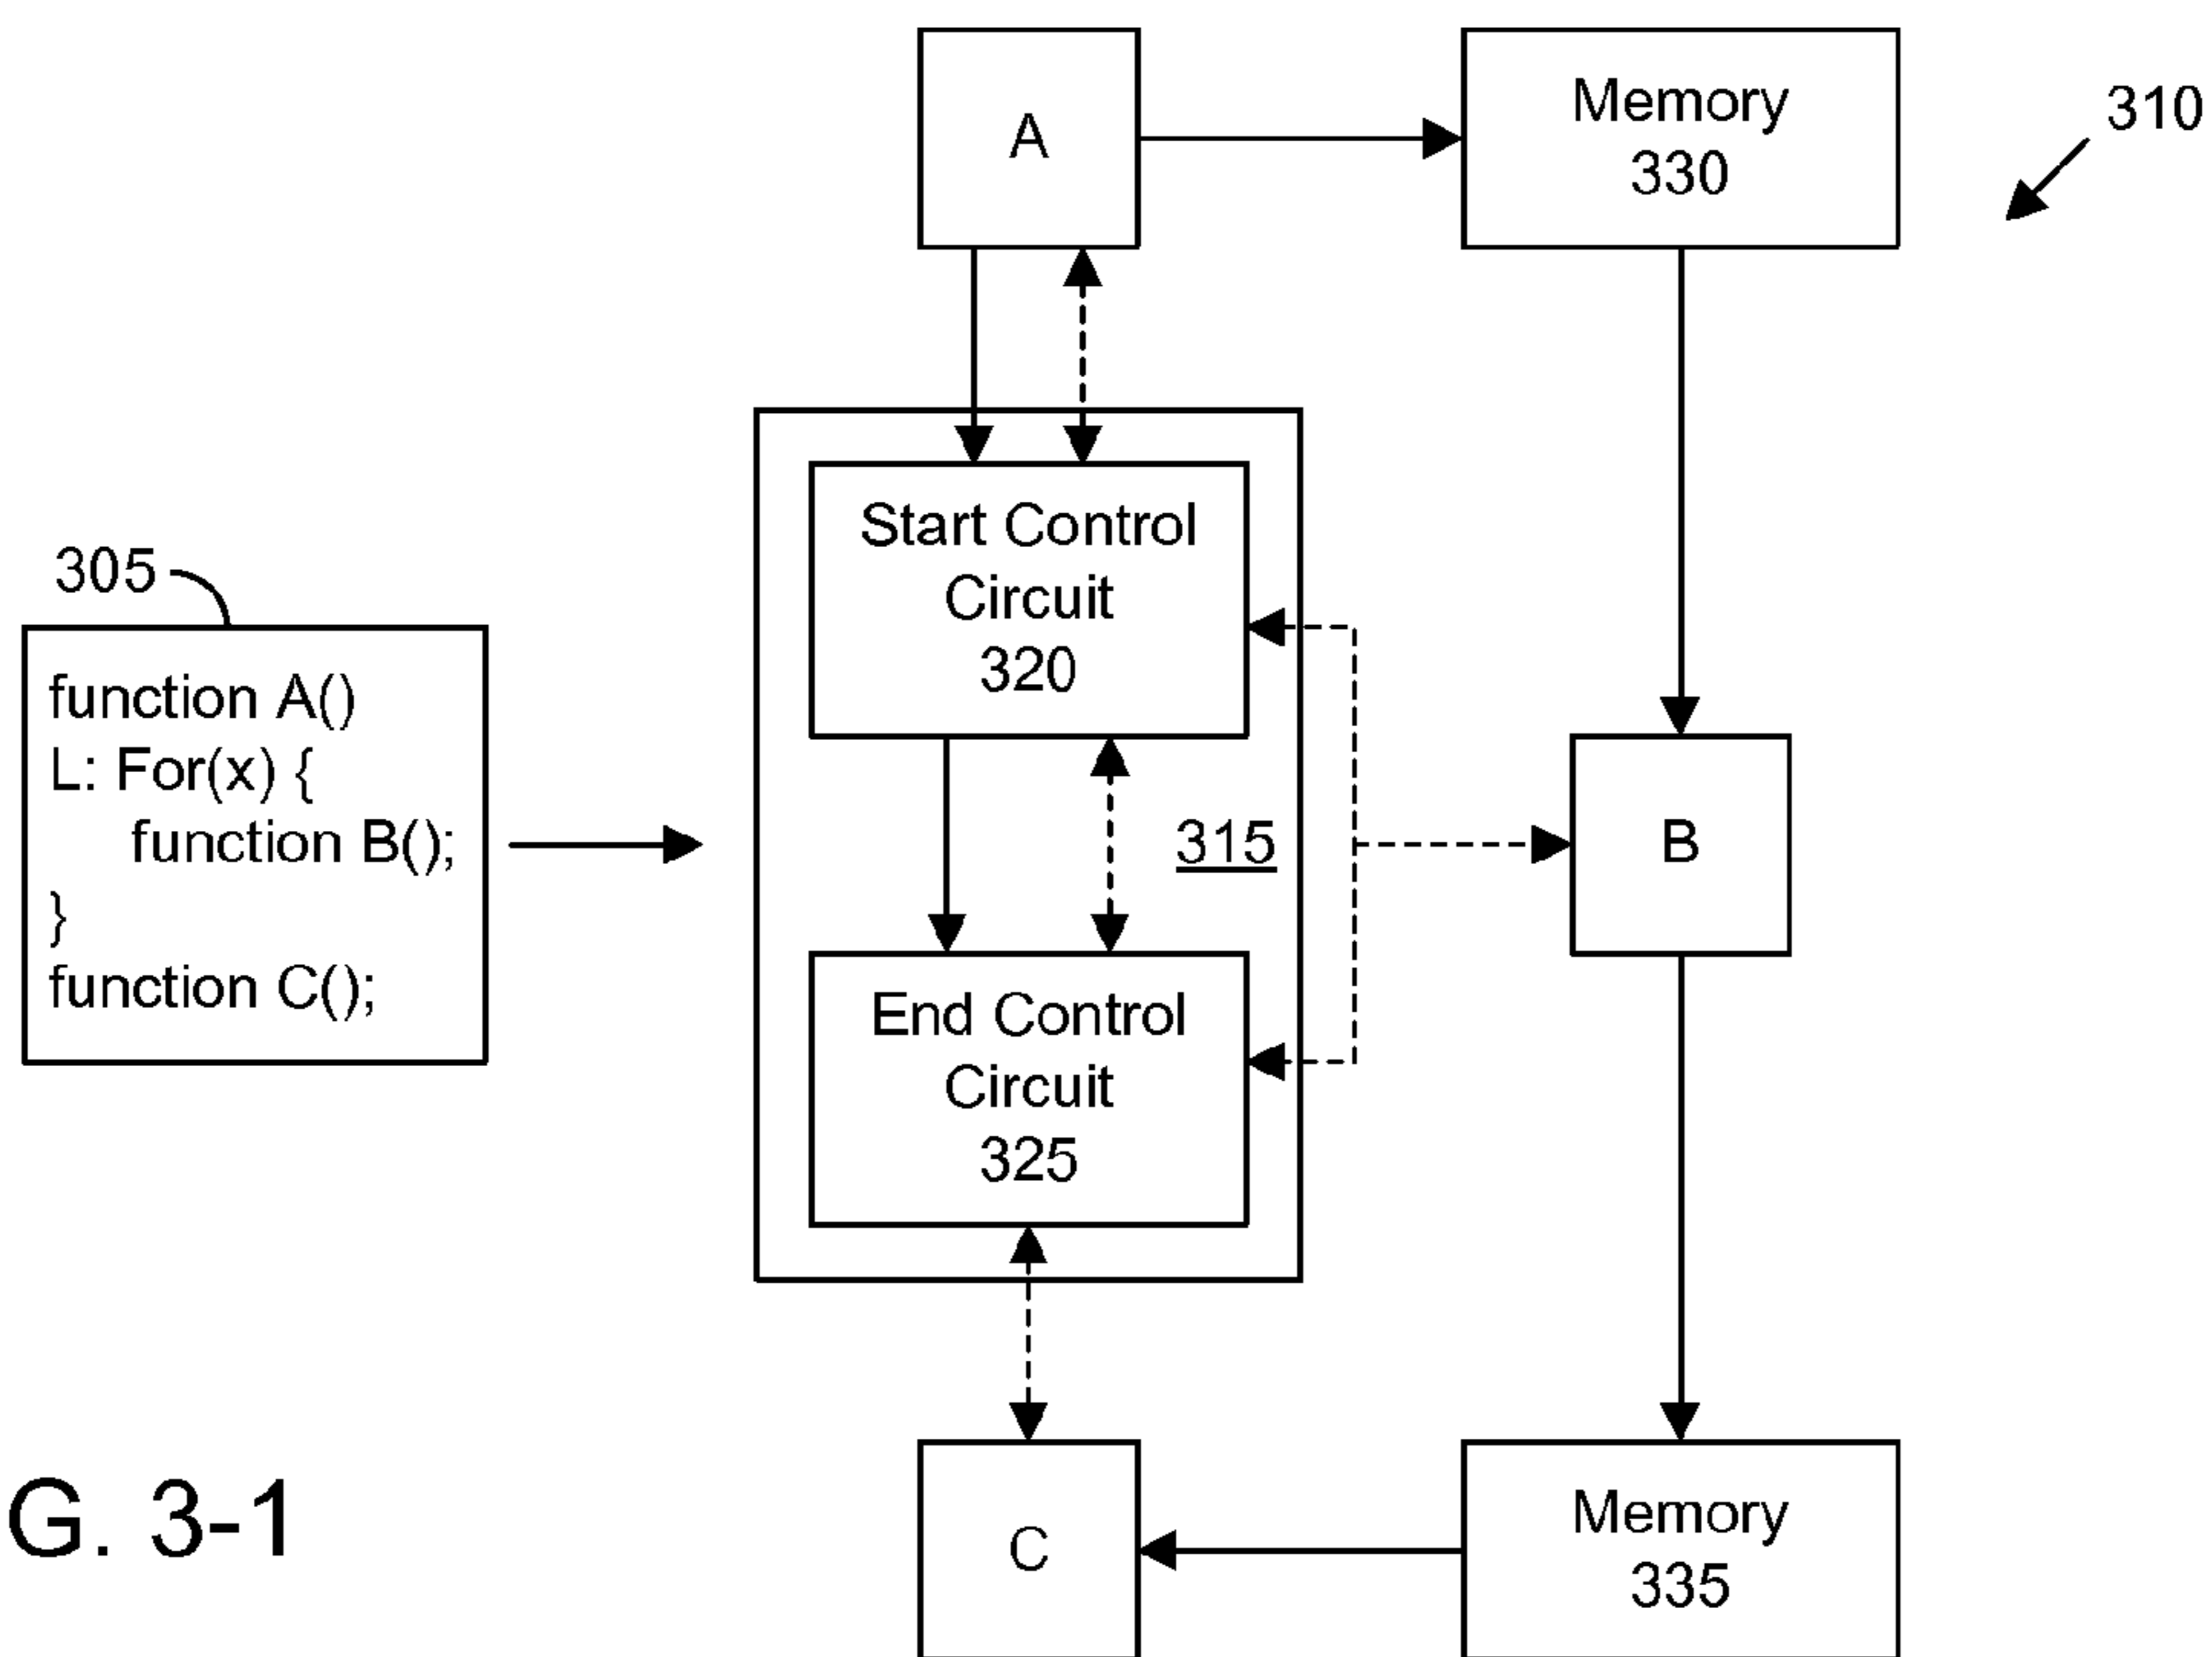 A
Memory
330
310
Start Control
Circuit
320
305
function A()
L: For(x) {
function B();
}
function C();
315
B
End Control
Circuit
325
C
Memory
335
G. 3-1